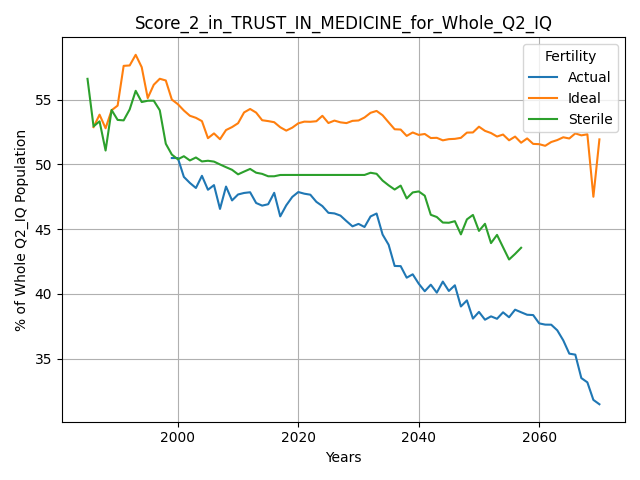 Score_2_in_TRUST_IN_MEDICINE_for_Whole_Q2_IQ
% of Whole Q2_IQ Population
55
50
45
40
35
Fertility
Actual
Ideal
Sterile
2000
2020
2040
2060
Years